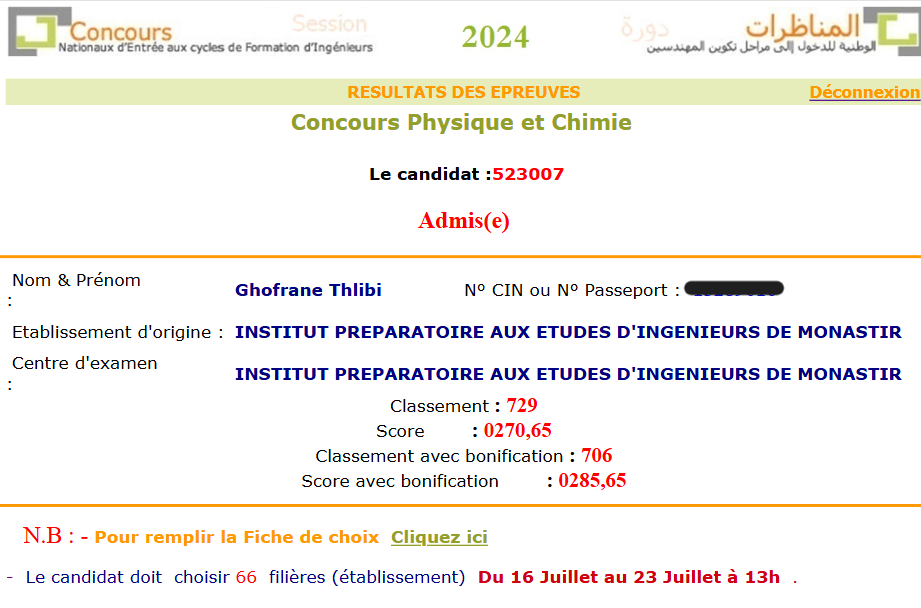 Concours Session 2024 دورة المناظرات
Nationaux d'Entrée aux cycles de Formation d'Ingénieurs الوطنية للدخول إلى مراحل تكوين المهندسين
RESULTATS DES EPREUVES Déconnexion
Concours Physique et Chimie
Le candidat :523007
Admis(e)
Nom & Prénom
: Ghofrane Thlibi N° CIN ou N° Passeport :
Etablissement d'origine : INSTITUT PREPARATOIRE AUX ETUDES D'INGENIEURS DE MONASTIR
Centre d'examen
: INSTITUT PREPARATOIRE AUX ETUDES D'INGENIEURS DE MONASTIR
Classement : 729
Score : 0270,65
Classement avec bonification : 706
Score avec bonification : 0285,65
N.B : - Pour remplir la Fiche de choix Cliquez ici
- Le candidat doit choisir 66 filières (établissement) Du 16 Juillet au 23 Juillet à 13h .